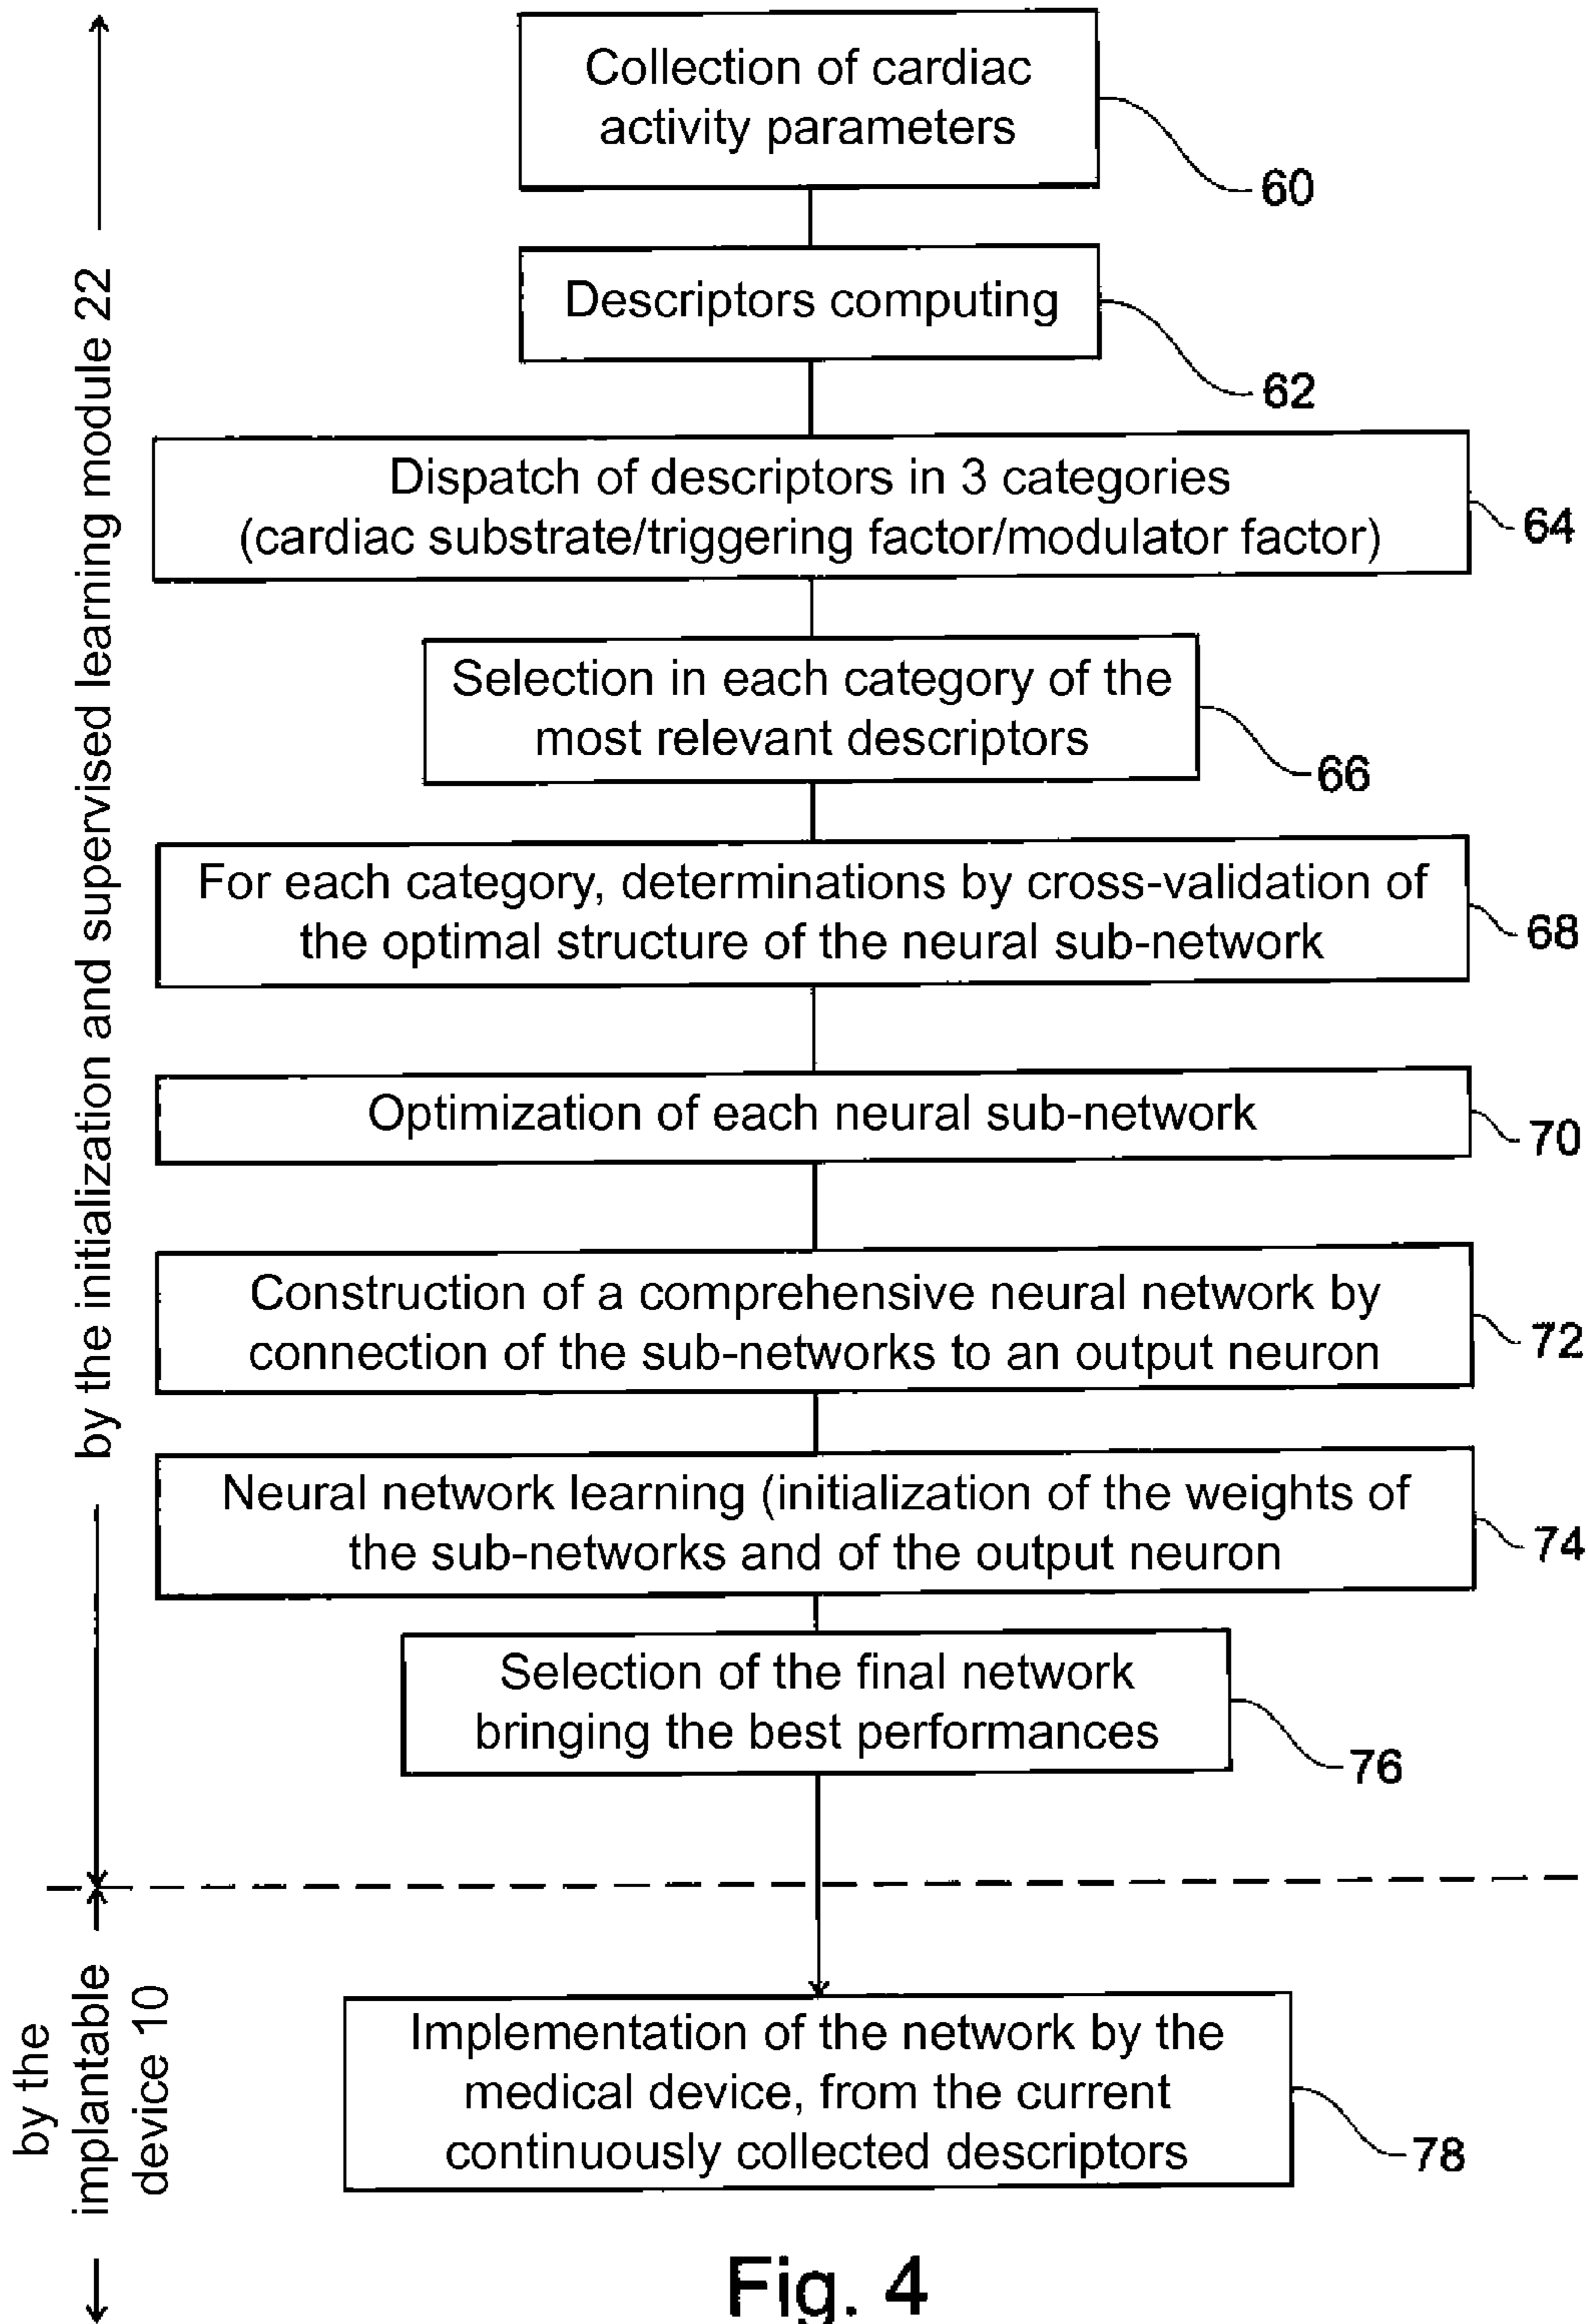 Collection of cardiac
activity parameters
60
Descriptors computing
62
Dispatch of descriptors in 3 categories
(cardiac substrate/triggering factor/modulator factor)
64
Selection in each category of the
most relevant descriptors
66
For each category, determinations by cross-validation of
the optimal structure of the neural sub-network
68
Optimization of each neural sub-network
70
Construction of a comprehensive neural network by
connection of the sub-networks to an output neuron
72
Neural network learning (initialization of the weights of
the sub-networks and of the output neuron
74
Selection of the final network
bringing the best performances
76
by the initialization and supervised learning module 22
Implementation of the network by the
medical device, from the current
continuously collected descriptors
78
by the
implantable
device 10
Fig. 4